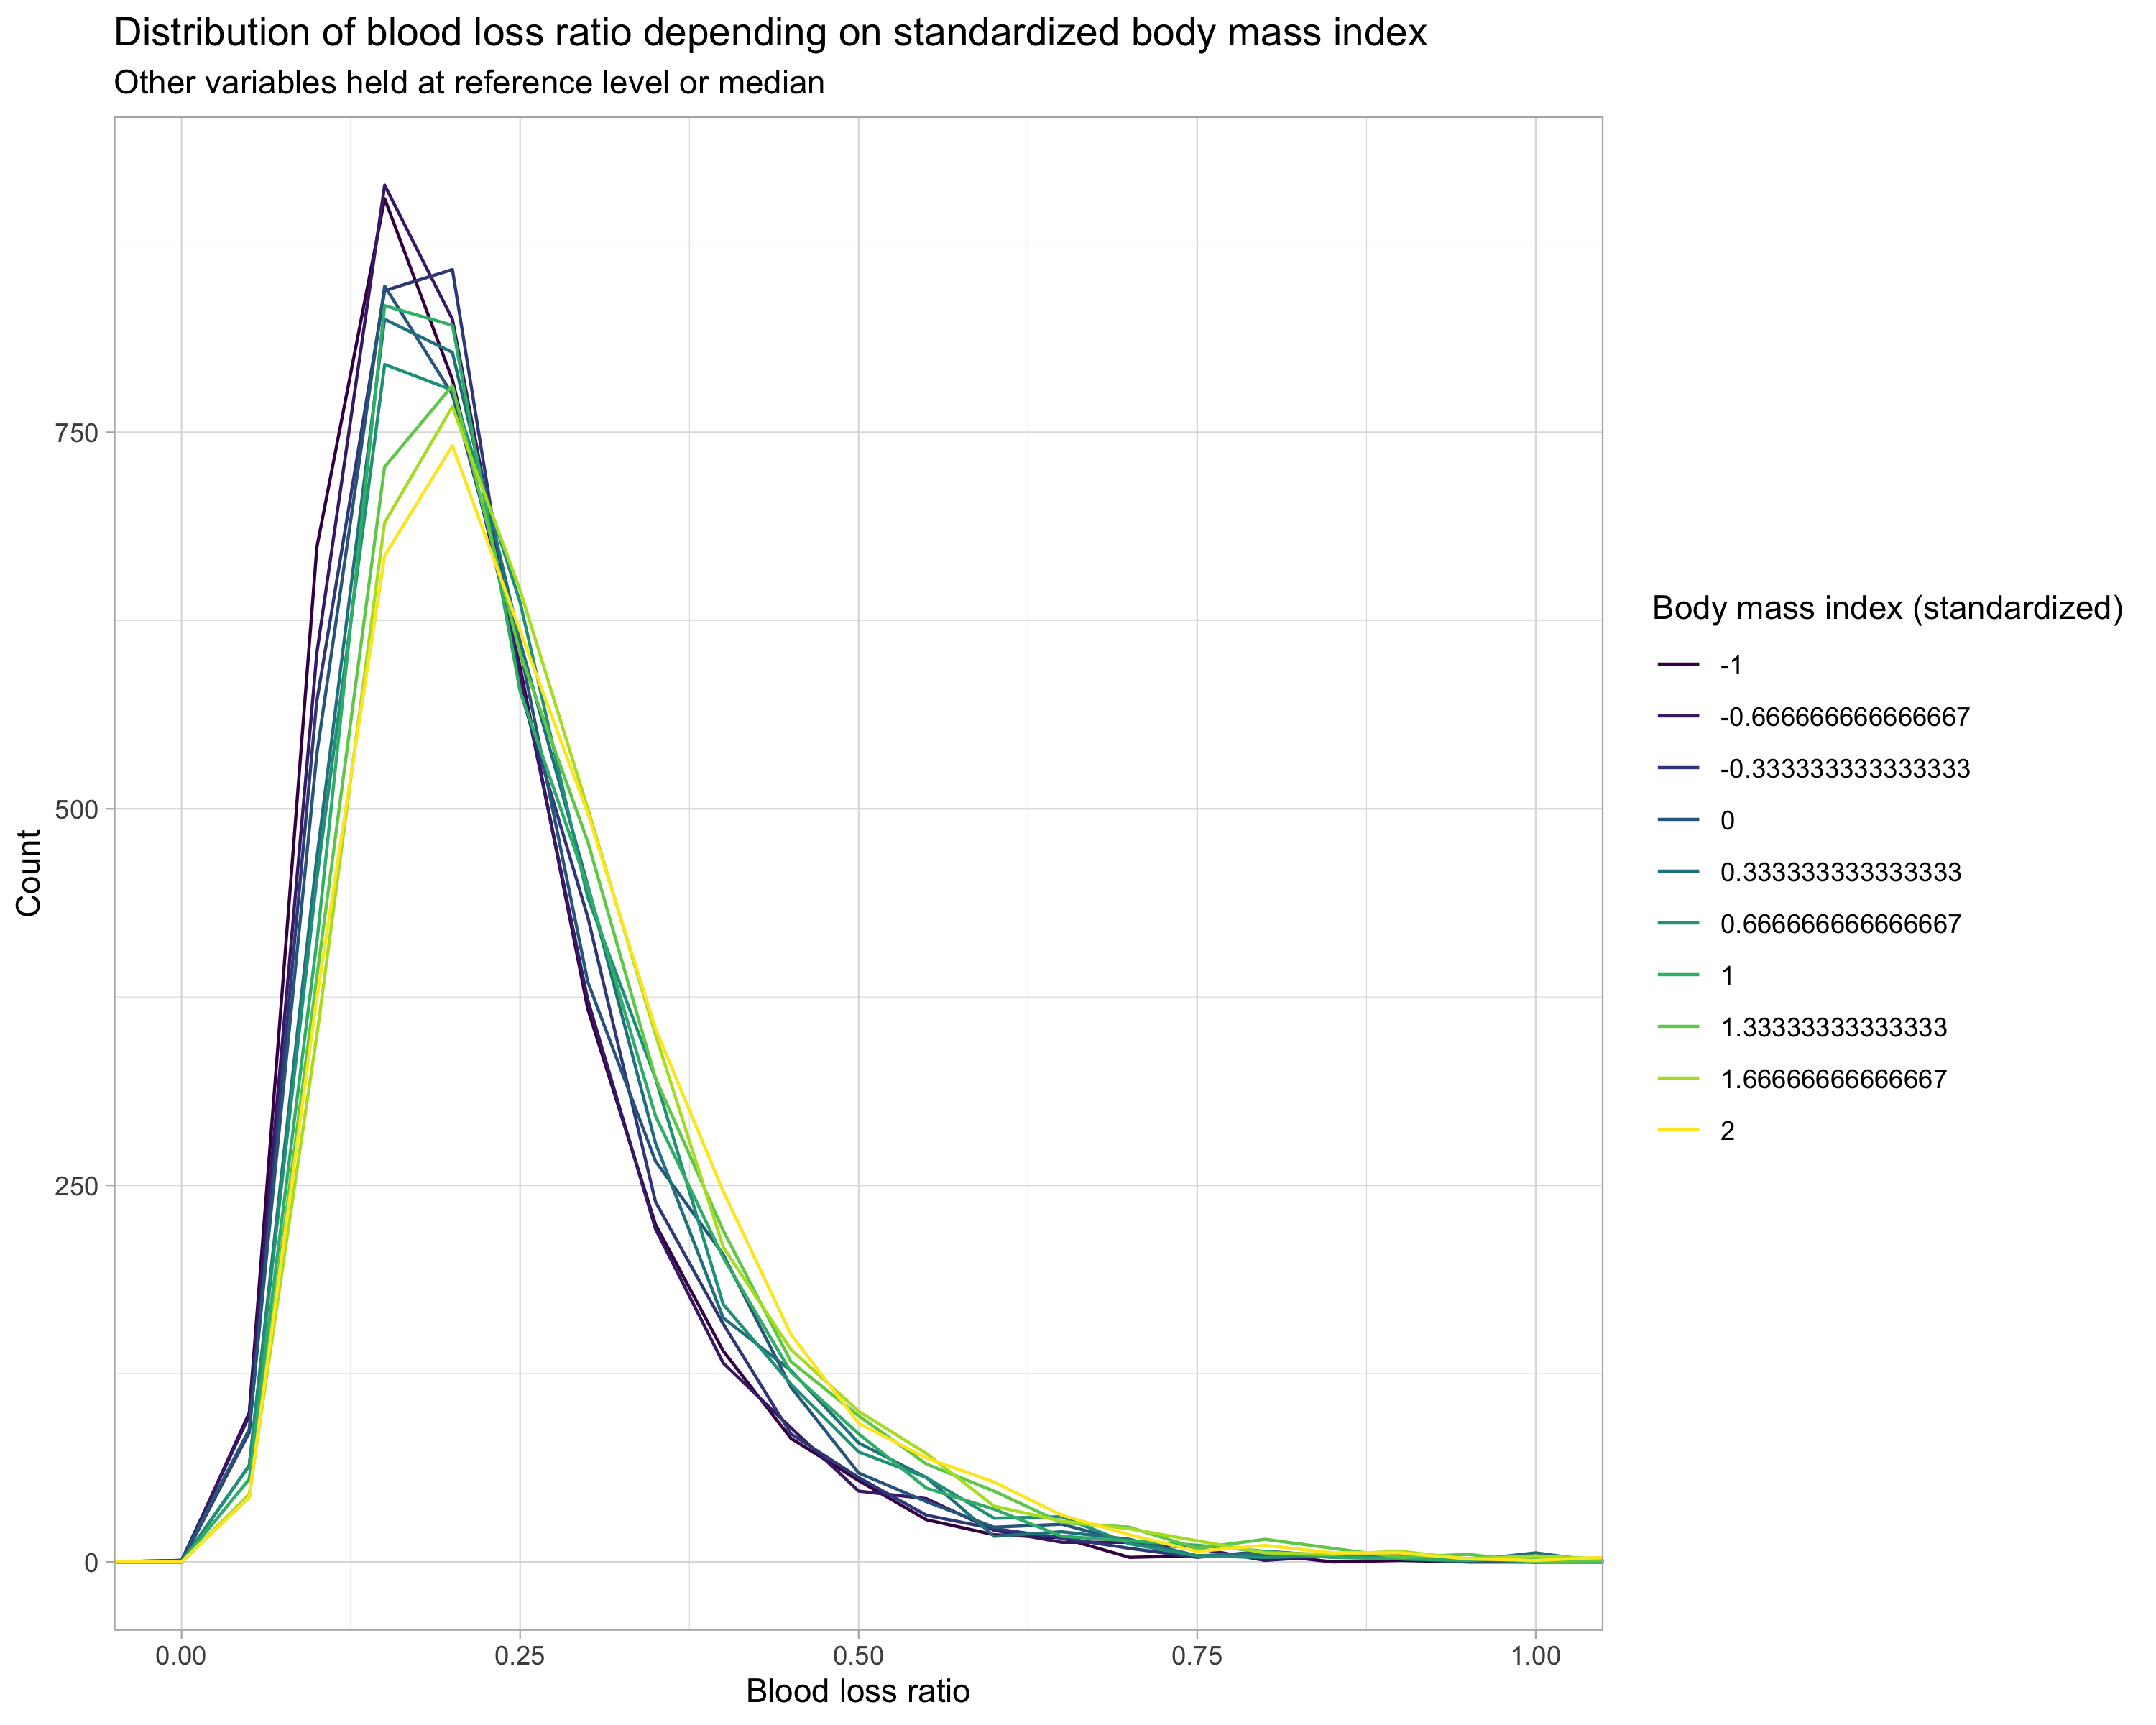 Distribution of blood loss ratio depending on standardized body mass index
Other variables held at reference level or median
750
500
250
0
Count
0.00 0.25 0.50 0.75 1.00
Blood loss ratio
Body mass index (standardized)
-1
-0.666666666666667
-0.333333333333333
0
0.333333333333333
0.666666666666667
1
1.33333333333333
1.66666666666667
2